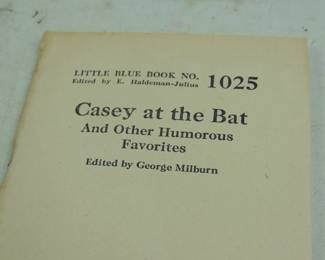 LITTLE BLUE BOOK NO. 1025
Edited by E. Haldeman-Julius
Casey at the Bat
And Other Humorous
Favorites
Edited by George Milburn